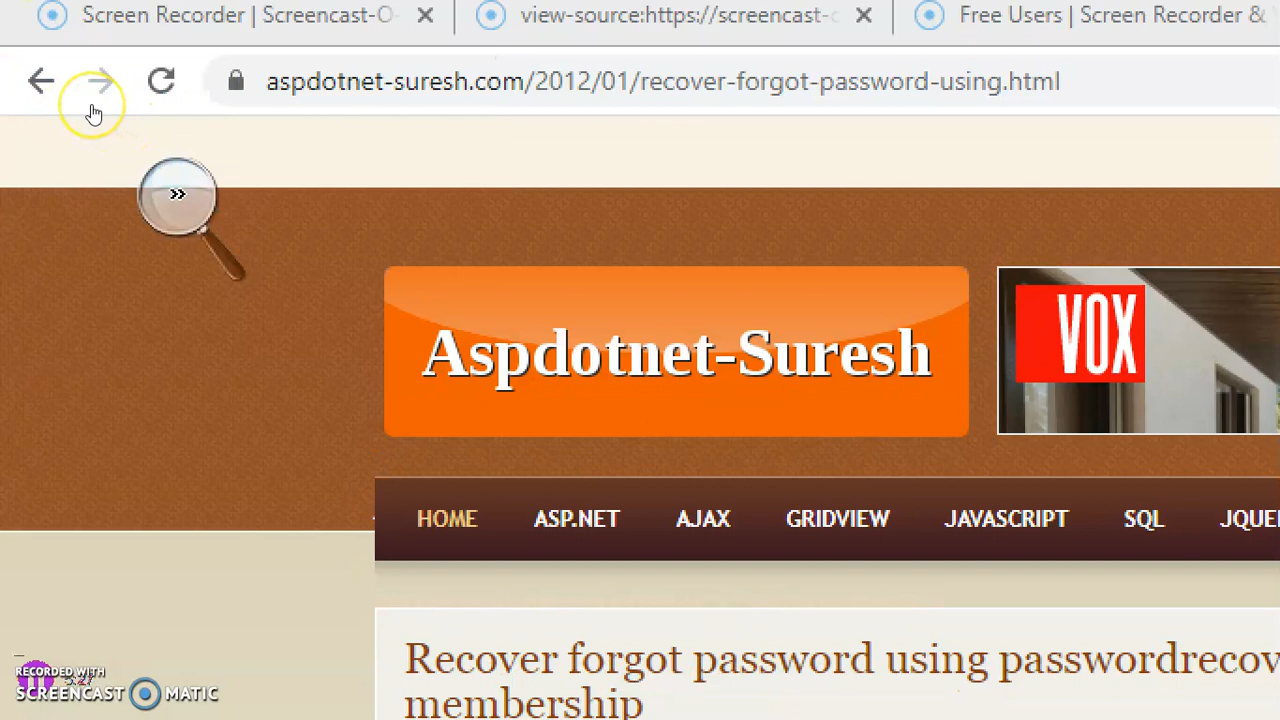 Screen Recorder | Screencast-O-
view-source:https://screencast-o
Free Users | Screen Recorder &
aspdotnet-suresh.com/2012/01/recover-forgot-password-using.html
»
Aspdotnet-Suresh
VOX
HOME ASP.NET AJAX GRIDVIEW JAVASCRIPT SQL JQUE
Recover forgot password using passwordrecov
membership
RECORDED WITH
SCREENCAST MATIC